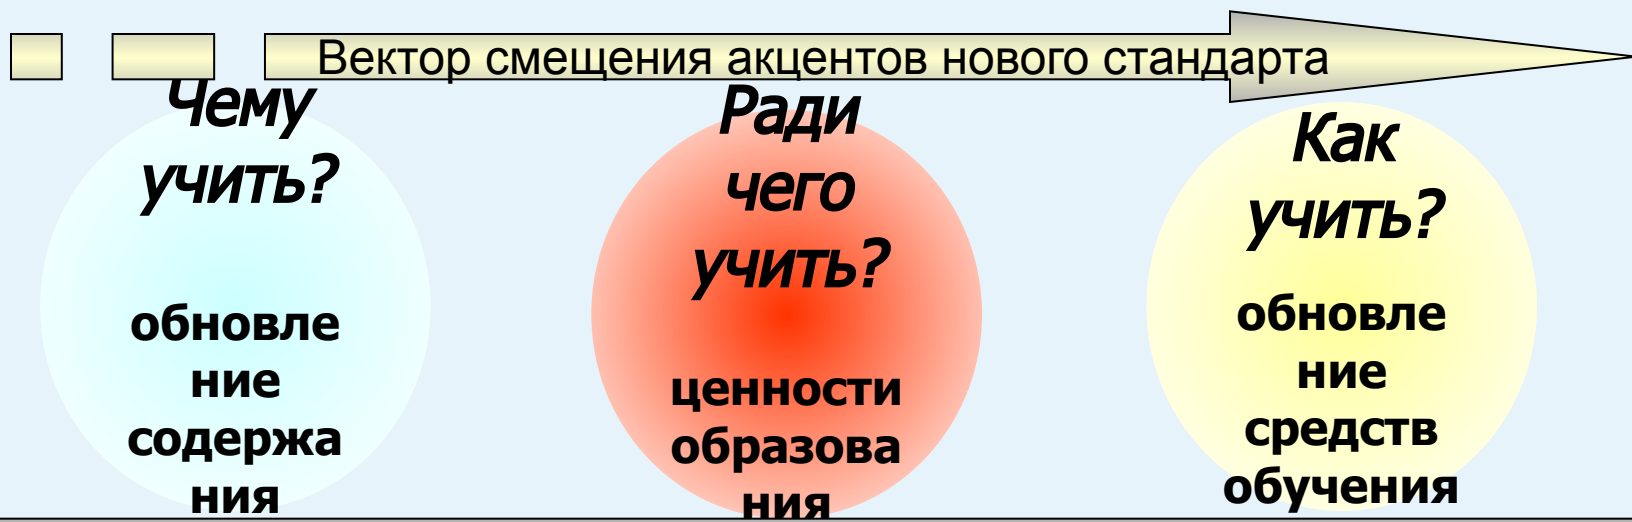 Вектор смещения акцентов нового стандарта
Чему
учить?
обновле
ние
содержа
ния
Ради
чего
учить?
ценности
образова
ния
Как
учить?
обновле
ние
средств
обучения